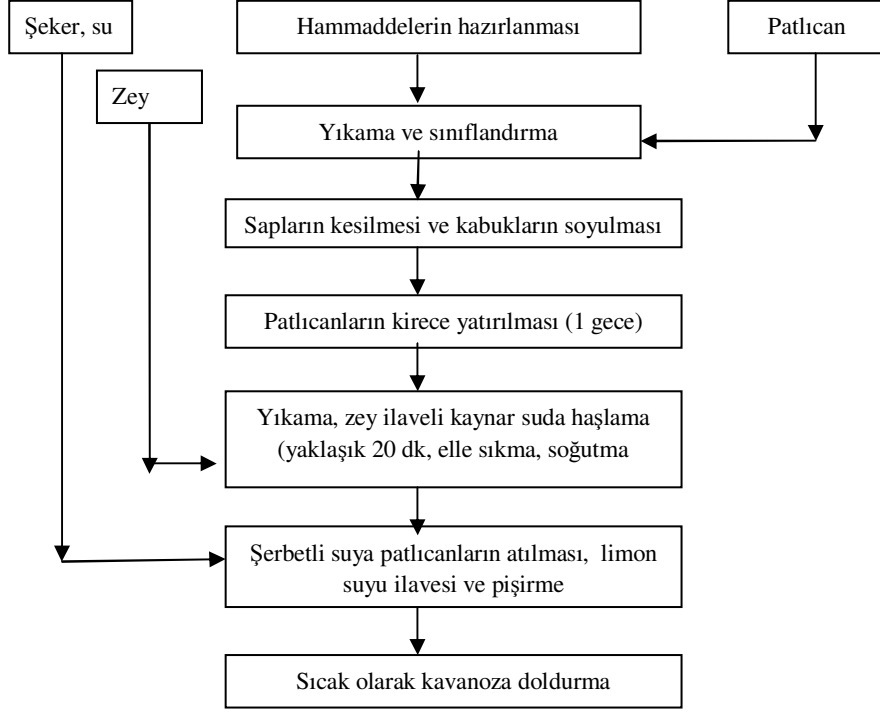 Şeker, su
Hammaddelerin hazırlanması
Patlıcan
Zey
Yıkama ve sınıflandırma
Sapların kesilmesi ve kabukların soyulması
Patlıcanların kirece yatırılması (1 gece)
Yıkama, zey ilaveli kaynar suda haşlama
(yaklaşık 20 dk, elle sıkma, soğutma
Şerbetli suya patlıcanların atılması, limon
suyu ilavesi ve pişirme
Sıcak olarak kavanoza doldurma